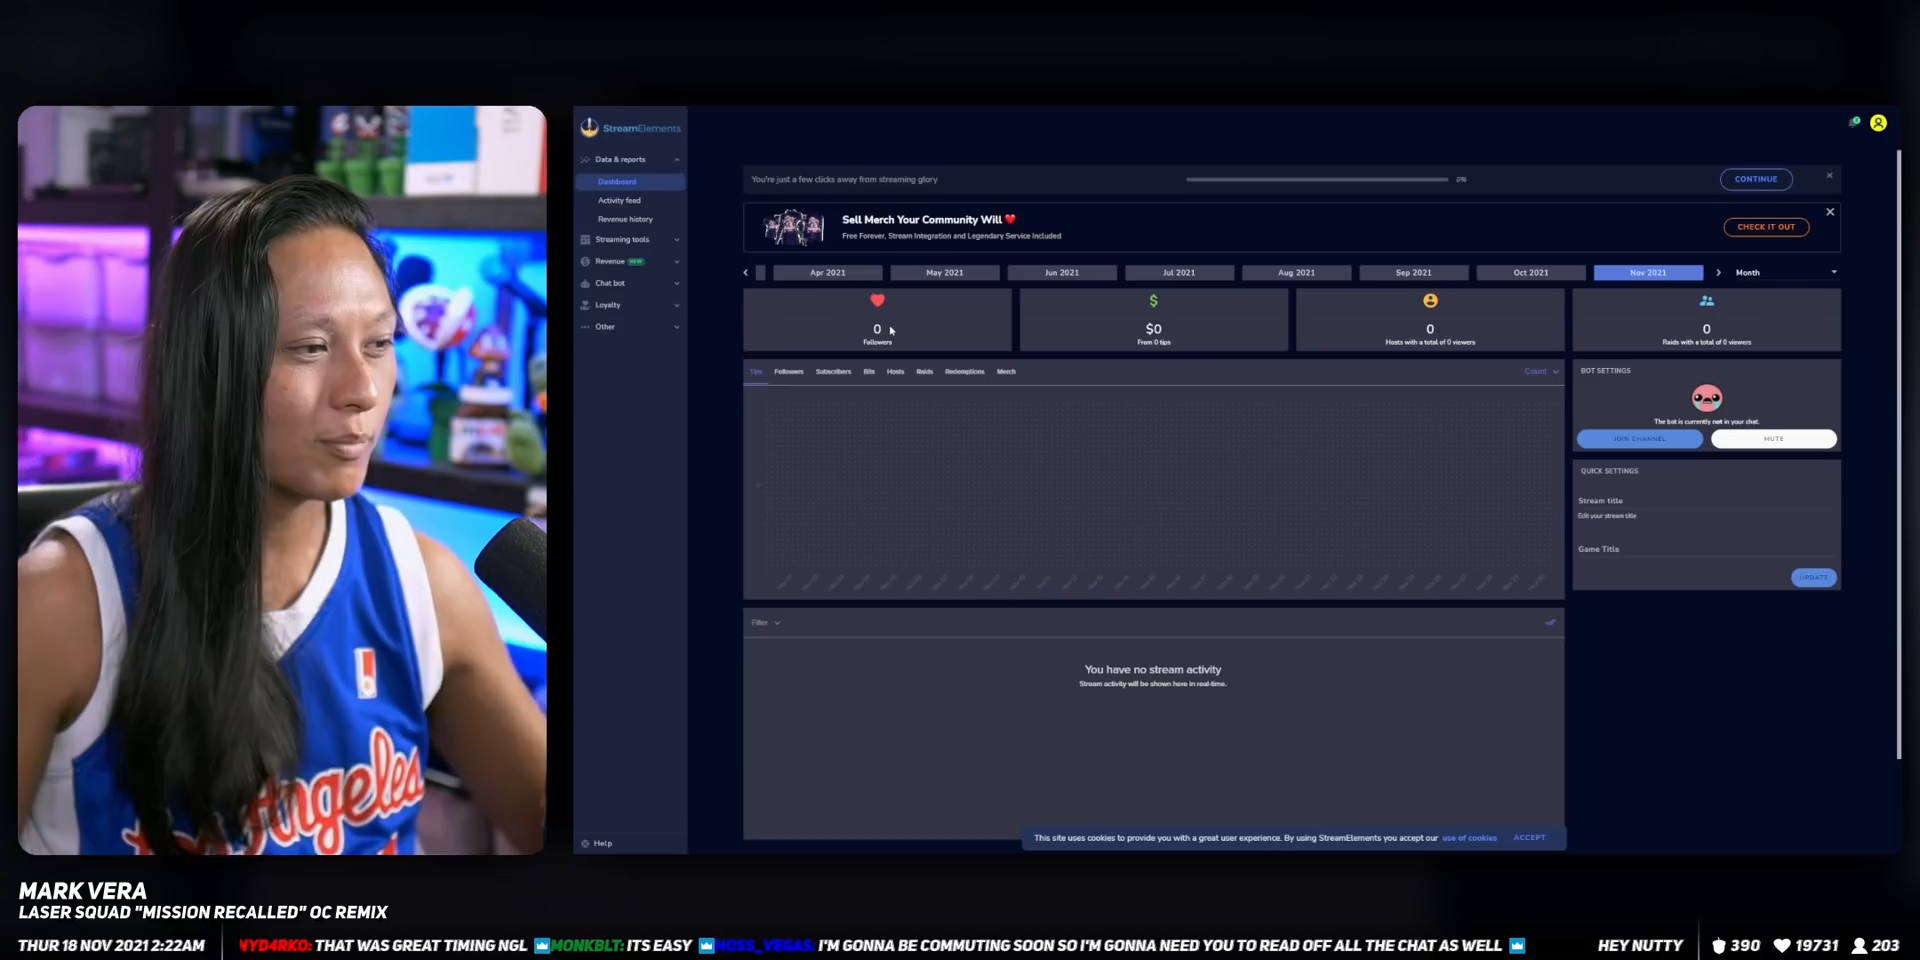 StreamElements
Data & reports
Dashboard
Activity feed
Revenue history
Streaming tools
Revenue NEW
Chat bot
Loyalty
Other
Help
You're just a few clicks away from streaming glory
0%
CONTINUE
Sell Merch Your Community Will ❤️
Free Forever, Stream Integration and Legendary Service Included
CHECK IT OUT
Apr 2021 May 2021 Jun 2021 Jul 2021 Aug 2021 Sep 2021 Oct 2021 Nov 2021 Month
0
Followers
$0
From 0 tips
0
Hosts with a total of 0 viewers
0
Raids with a total of 0 viewers
Tips Followers Subscribers Bits Hosts Raids Redemptions Merch Count
BOT SETTINGS
The bot is currently not in your chat.
JOIN CHANNEL MUTE
QUICK SETTINGS
Stream title
Edit your stream title
Game Title
UPDATE
Filter
You have no stream activity
Stream activity will be shown here in real-time.
This site uses cookies to provide you with a great user experience. By using StreamElements you accept our use of cookies ACCEPT
Angeles
MARK VERA
LASER SQUAD "MISSION RECALLED" OC REMIX
THUR 18 NOV 2021 2:22AM NYD4RKO: THAT WAS GREAT TIMING NGL MONKBLT: ITS EASY HOSS_VEGAS: I'M GONNA BE COMMUTING SOON SO I'M GONNA NEED YOU TO READ OFF ALL THE CHAT AS WELL HEY NUTTY 390 19731 203